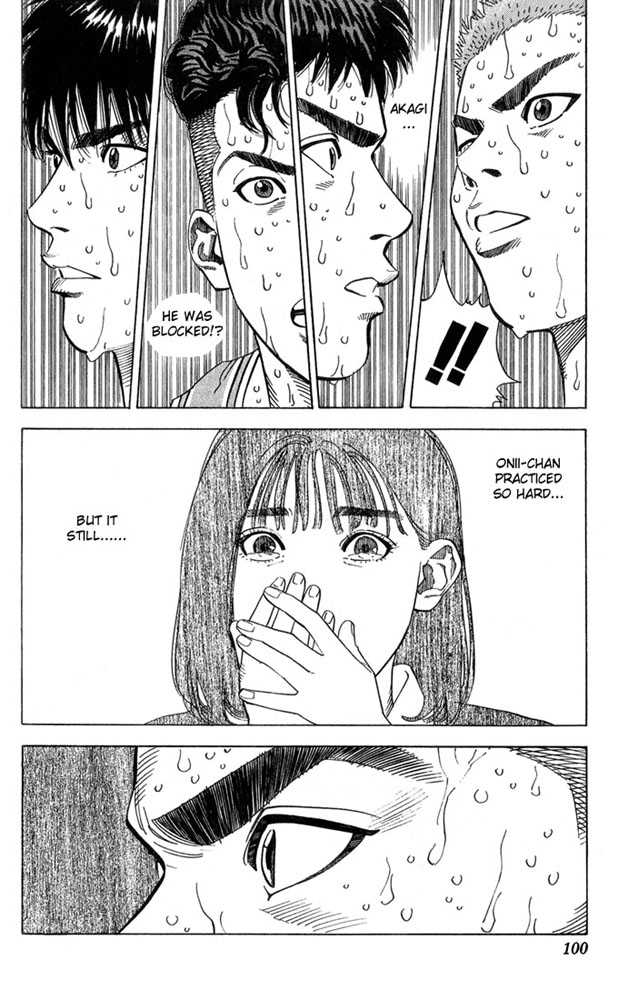 AKAGI
...
!!
HE WAS
BLOCKED!?
ONII-CHAN
PRACTICED
SO HARD...
BUT IT
STILL......
100